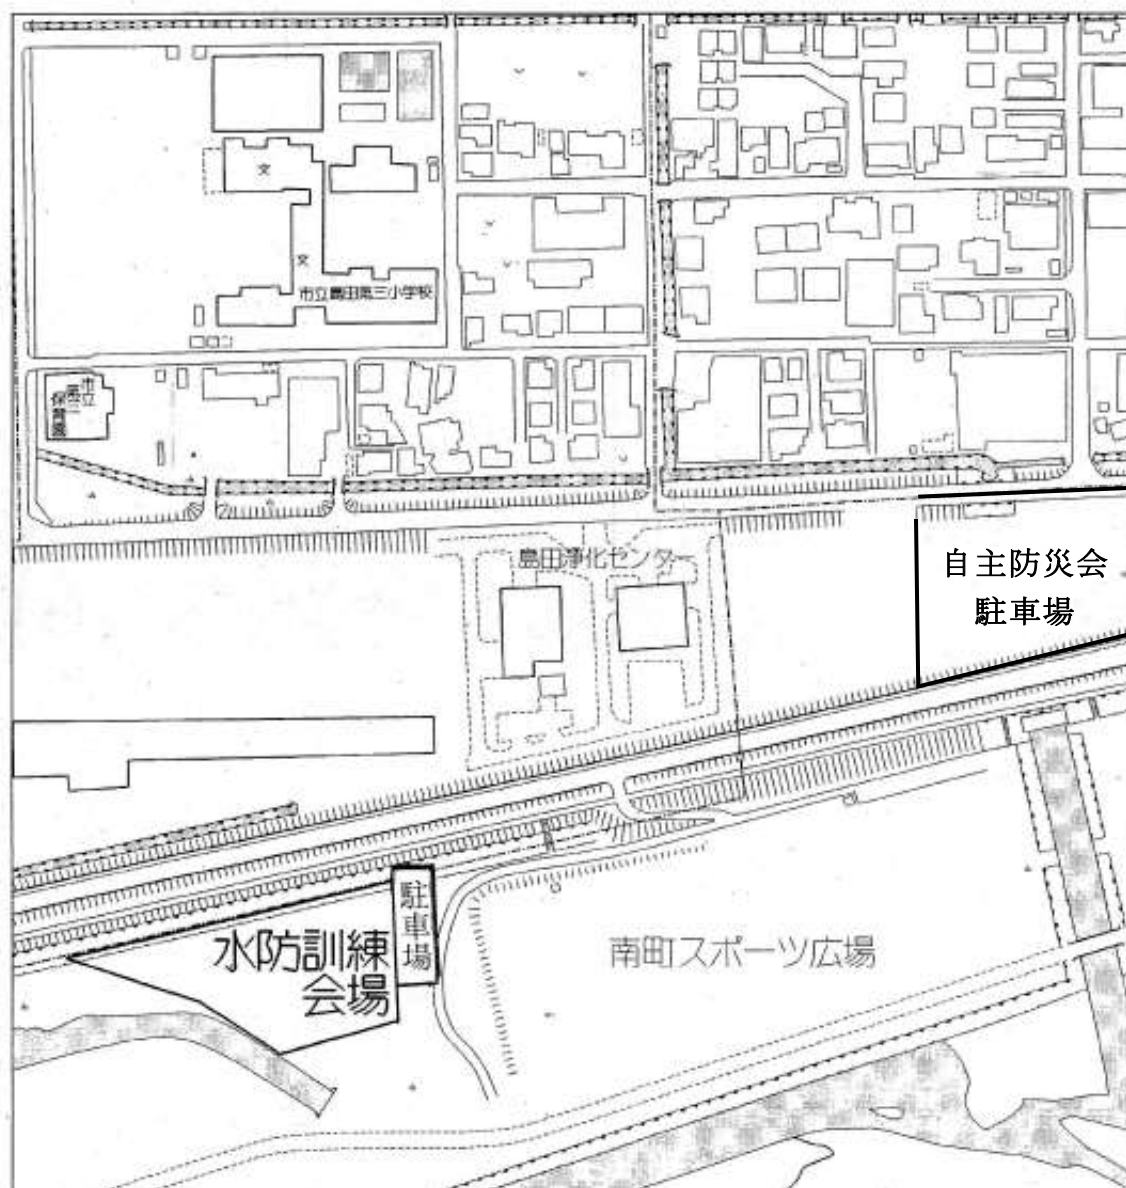 文
文
市立島田第三小学校
市立
第三
保育園
島田浄化センター
自主防災会
駐車場
駐車場
水防訓練
会場
南町スポーツ広場